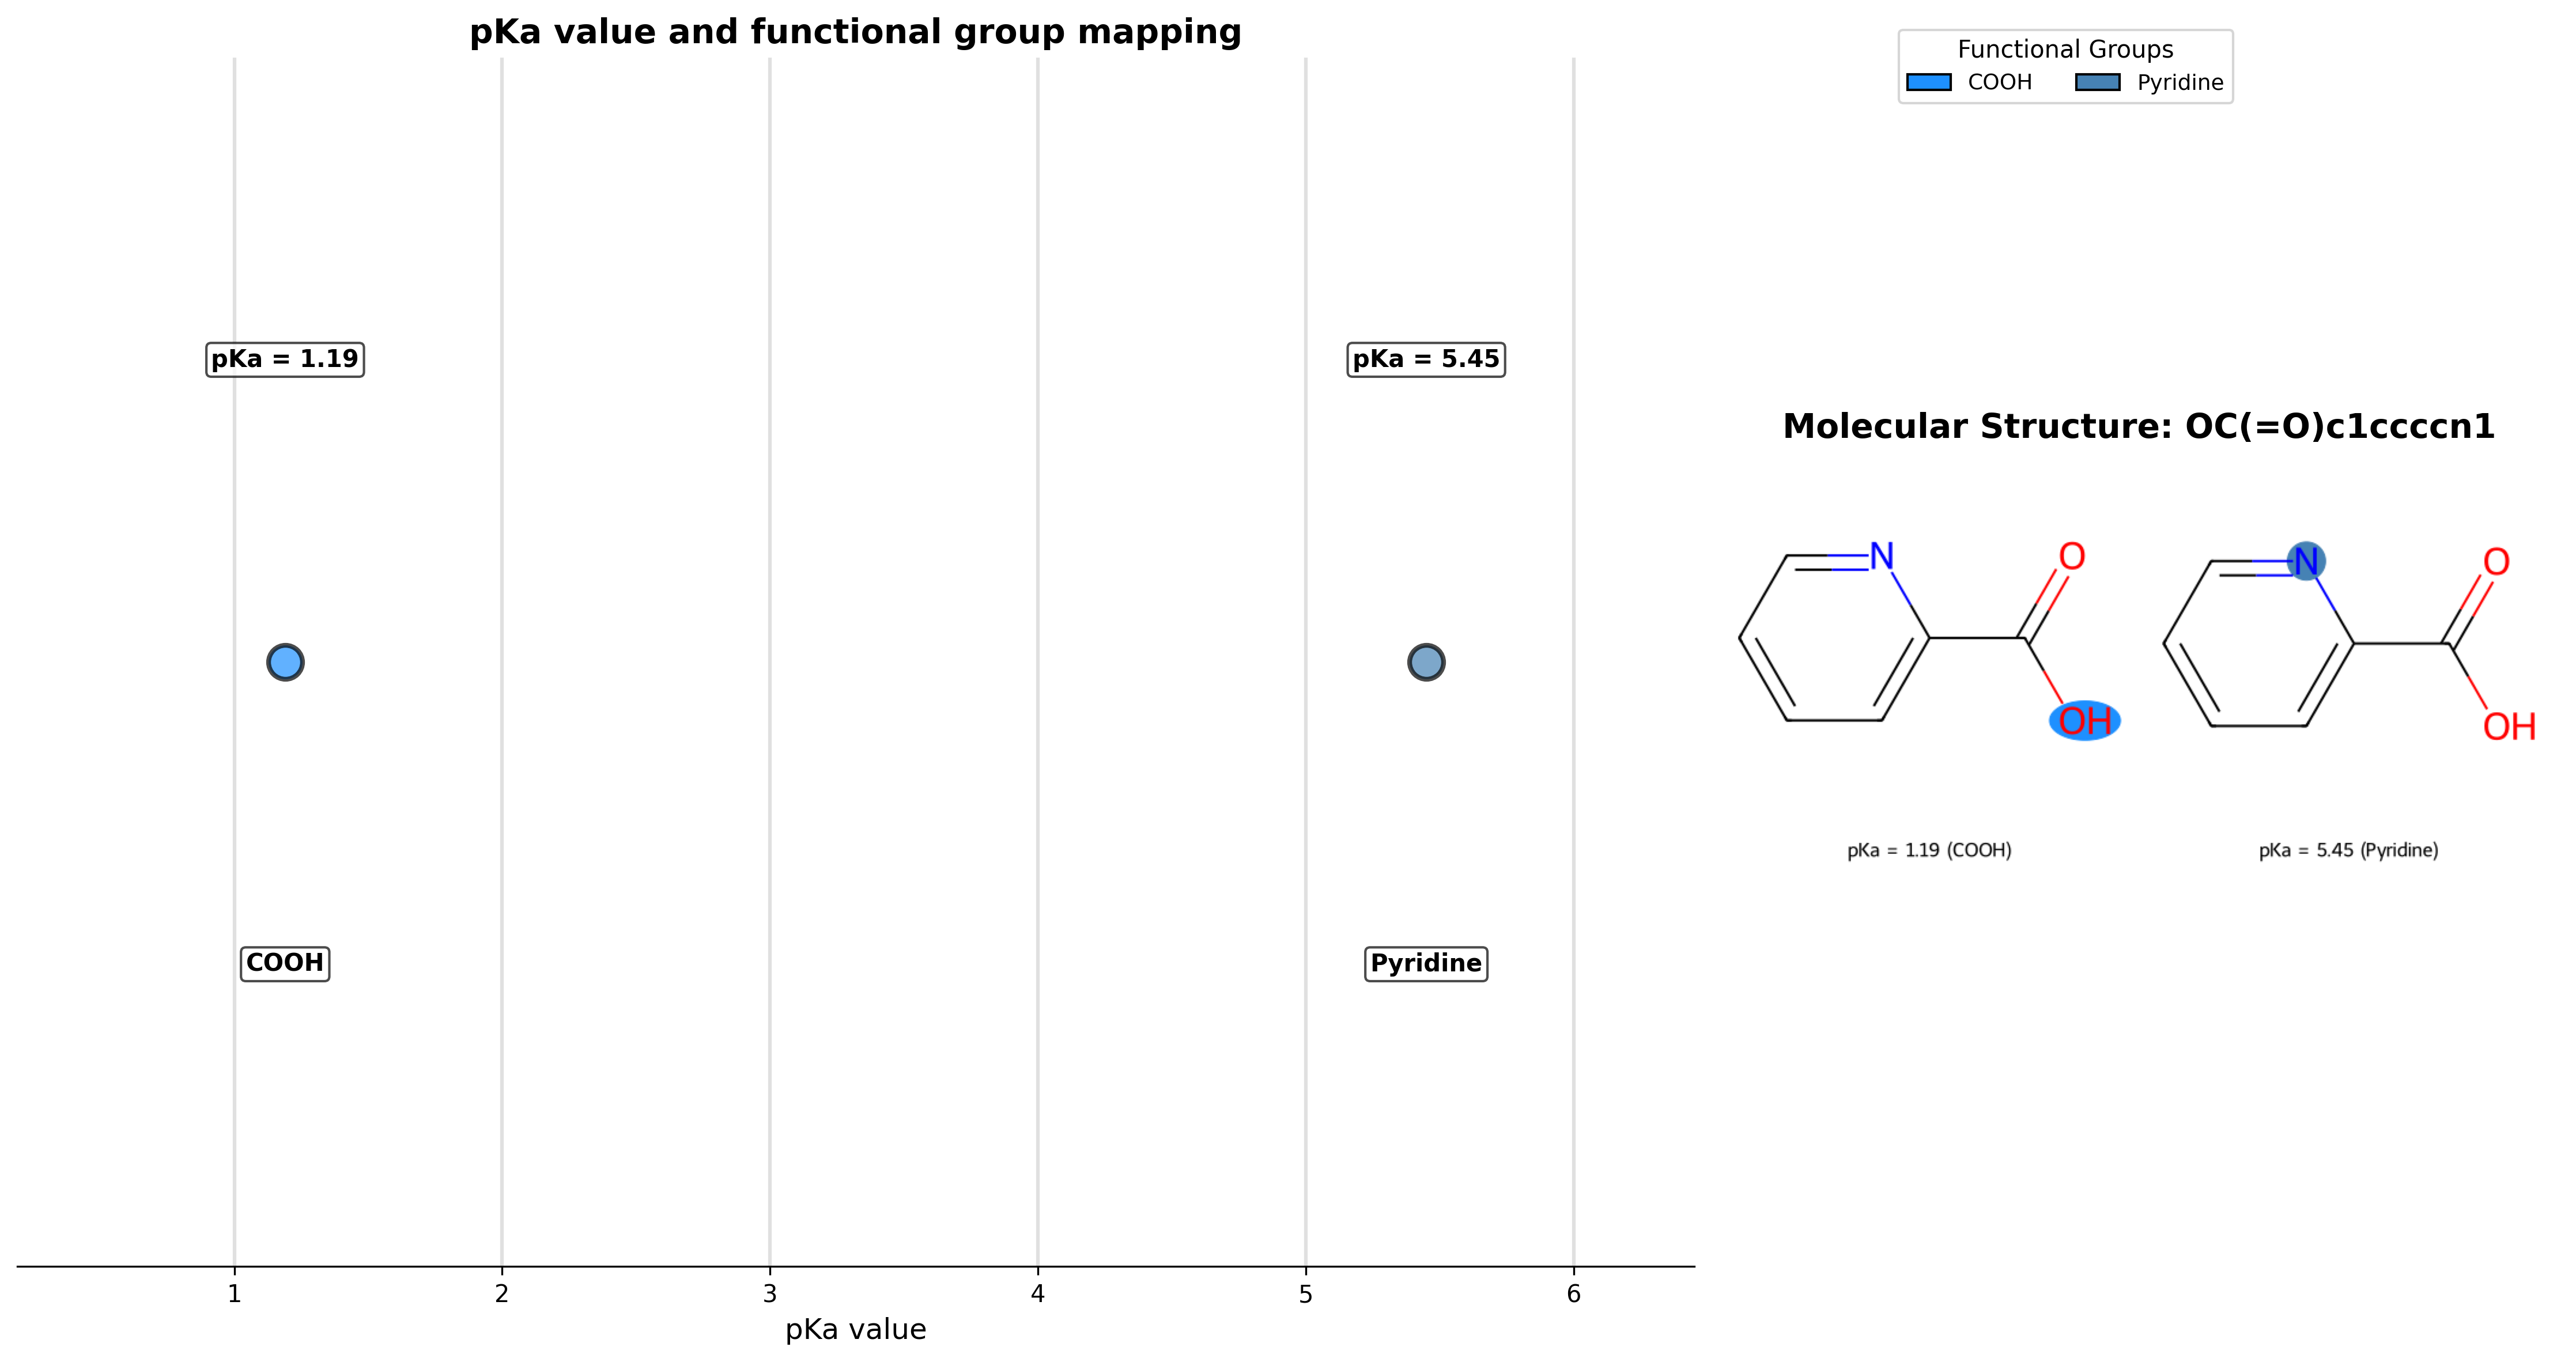 pKa value and functional group mapping
Functional Groups
COOH Pyridine
pKa = 1.19 pKa = 5.45
COOH Pyridine
1 2 3 4 5 6
pKa value
Molecular Structure: OC(=O)c1ccccn1
N O OH
N O OH
pKa = 1.19 (COOH) pKa = 5.45 (Pyridine)